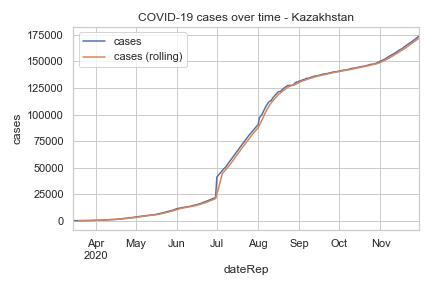 COVID-19 cases over time - Kazakhstan
cases
cases (rolling)
175000
150000
125000
100000
75000
50000
25000
0
cases
Apr
2020
May
Jun
Jul
Aug
Sep
Oct
Nov
dateRep